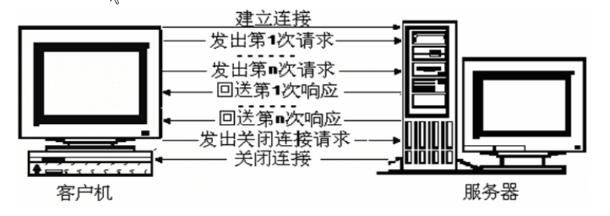 建立连接
发出第1次请求
发出第n次请求
回送第1次响应
回送第n次响应
发出关闭连接请求
关闭连接
客户机
服务器